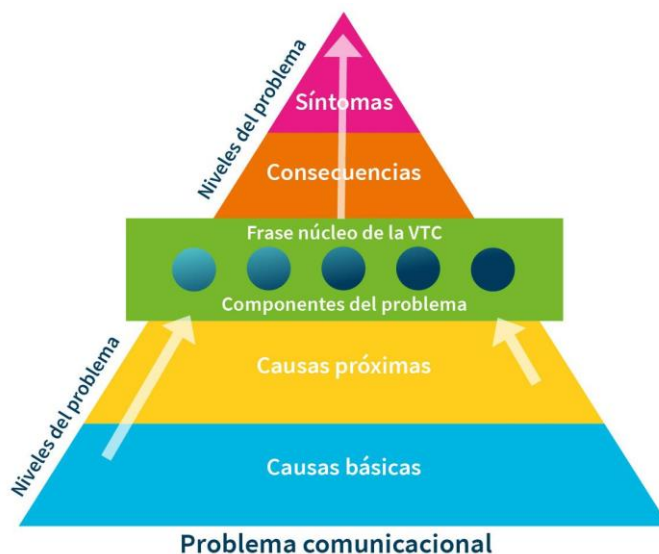 Niveles del problema
Síntomas
Consecuencias
Frase núcleo de la VTC
Componentes del problema
Niveles del problema
Causas próximas
Causas básicas
Problema comunicacional